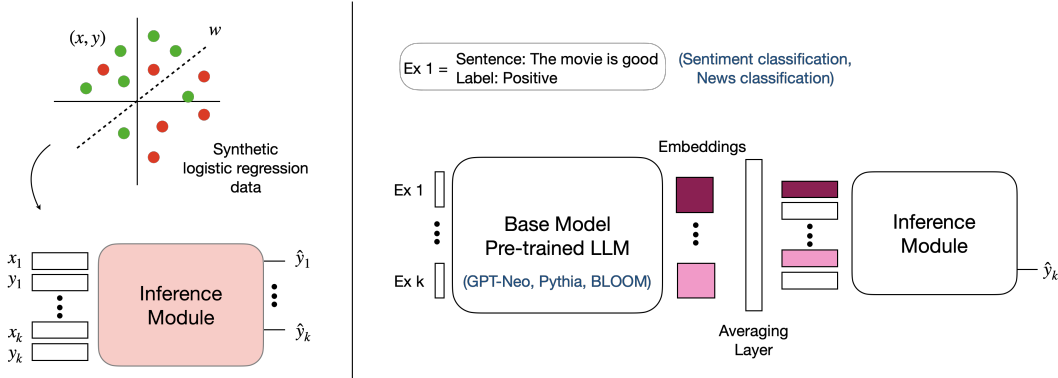 (x, y)
w
Synthetic
logistic regression
data
x₁
y₁
xₖ
yₖ
Inference
Module
ŷ₁
ŷₖ
Ex 1 =
Sentence: The movie is good
Label: Positive
(Sentiment classification,
News classification)
Ex 1
Ex k
Base Model
Pre-trained LLM
(GPT-Neo, Pythia, BLOOM)
Embeddings
Averaging
Layer
Inference
Module
ŷₖ